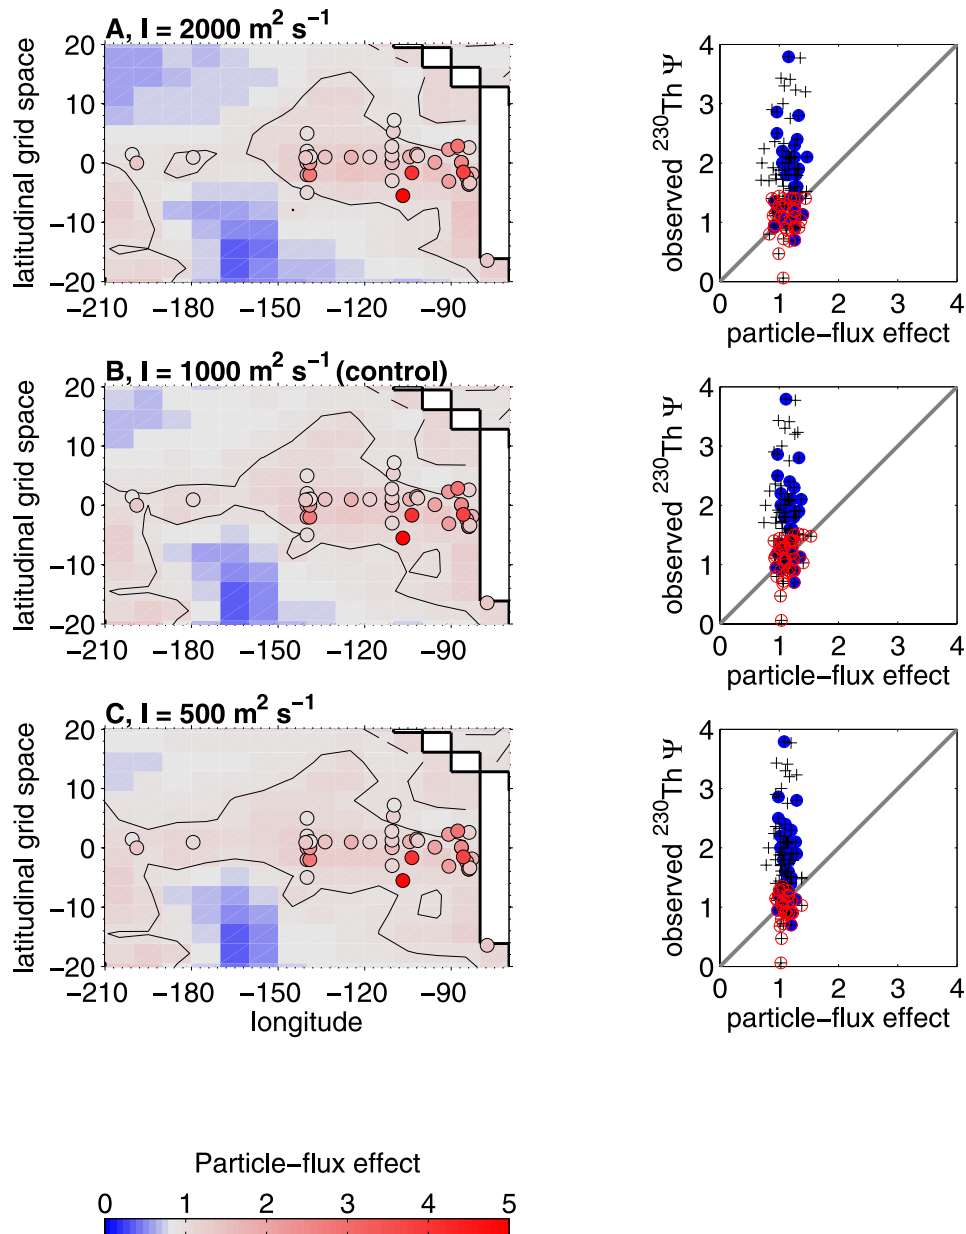 A, I = 2000 m² s⁻¹
latitudinal grid space
20
10
0
−10
−20
−210 −180 −150 −120 −90
observed ²³⁰Th Ψ
4
3
2
1
0
0 1 2 3 4
particle−flux effect
B, I = 1000 m² s⁻¹ (control)
latitudinal grid space
20
10
0
−10
−20
−210 −180 −150 −120 −90
observed ²³⁰Th Ψ
4
3
2
1
0
0 1 2 3 4
particle−flux effect
C, I = 500 m² s⁻¹
latitudinal grid space
20
10
0
−10
−20
−210 −180 −150 −120 −90
longitude
observed ²³⁰Th Ψ
4
3
2
1
0
0 1 2 3 4
particle−flux effect
Particle−flux effect
0 1 2 3 4 5